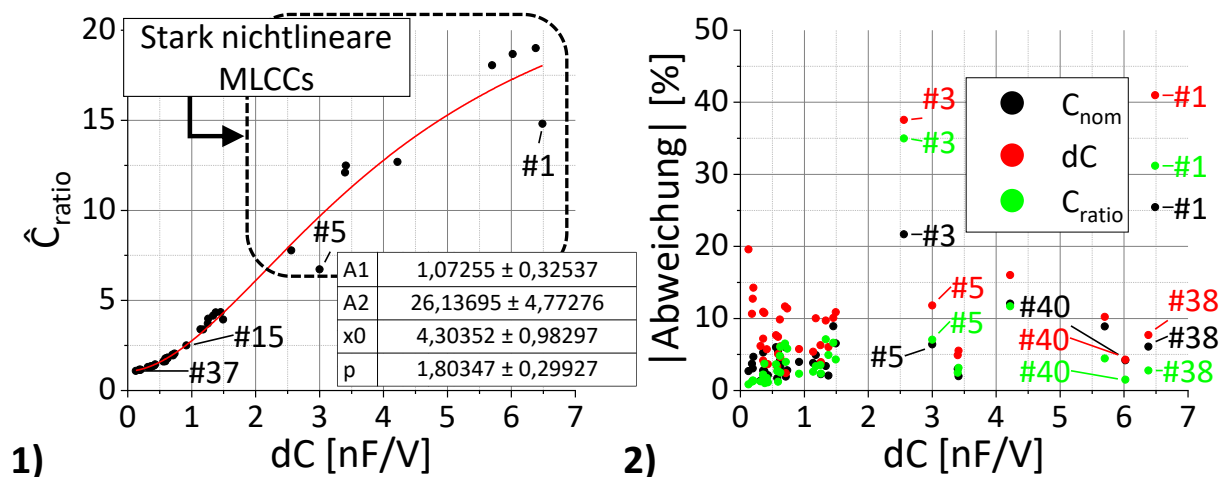 Stark nichtlineare
MLCCs
20
15
10
5
0
Ĉratio
0 1 2 3 4 5 6 7
dC [nF/V]
#1
#5
#15
#37
A1 1,07255 ± 0,32537
A2 26,13695 ± 4,77276
x0 4,30352 ± 0,98297
p 1,80347 ± 0,29927
1)
50
40
30
20
10
0
|Abweichung| [%]
0 1 2 3 4 5 6 7
dC [nF/V]
Cnom
dC
Cratio
#3
#3
#3
#1
#1
#1
#5
#5
#5
#40
#40
#40
#38
#38
#38
2)